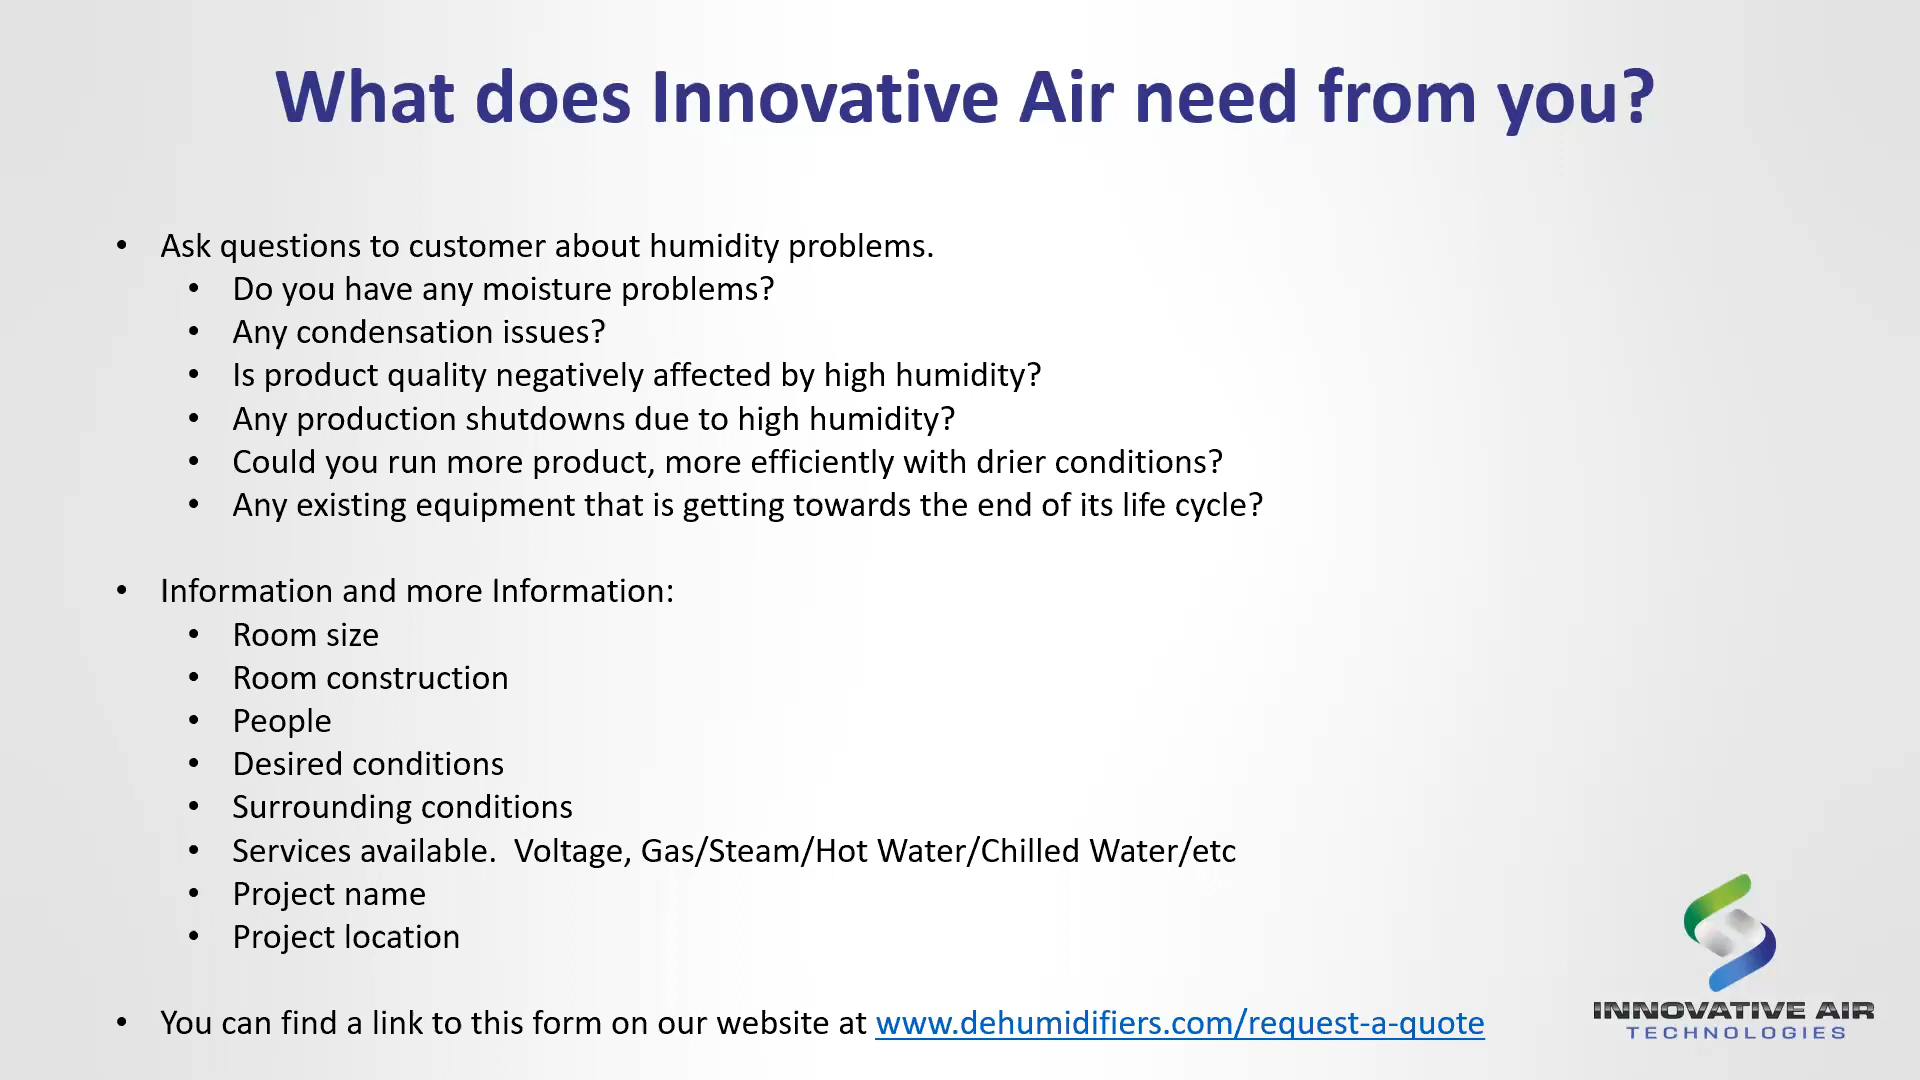 What does Innovative Air need from you?
• Ask questions to customer about humidity problems.
• Do you have any moisture problems?
• Any condensation issues?
• Is product quality negatively affected by high humidity?
• Any production shutdowns due to high humidity?
• Could you run more product, more efficiently with drier conditions?
• Any existing equipment that is getting towards the end of its life cycle?
• Information and more Information:
• Room size
• Room construction
• People
• Desired conditions
• Surrounding conditions
• Services available.  Voltage, Gas/Steam/Hot Water/Chilled Water/etc
• Project name
• Project location
• You can find a link to this form on our website at www.dehumidifiers.com/request-a-quote
INNOVATIVE AIR
TECHNOLOGIES